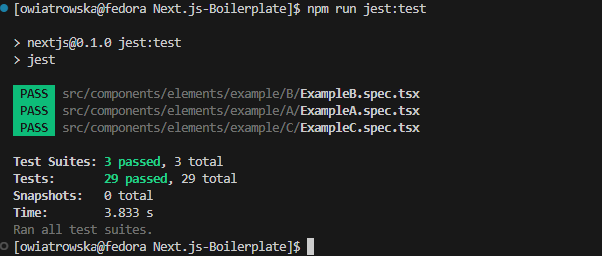 [owiatrowska@fedora Next.js-Boilerplate]$ npm run jest:test
> nextjs@0.1.0 jest:test
> jest
PASS src/components/elements/example/B/ExampleB.spec.tsx
PASS src/components/elements/example/A/ExampleA.spec.tsx
PASS src/components/elements/example/C/ExampleC.spec.tsx
Test Suites: 3 passed, 3 total
Tests: 29 passed, 29 total
Snapshots: 0 total
Time: 3.833 s
Ran all test suites.
[owiatrowska@fedora Next.js-Boilerplate]$